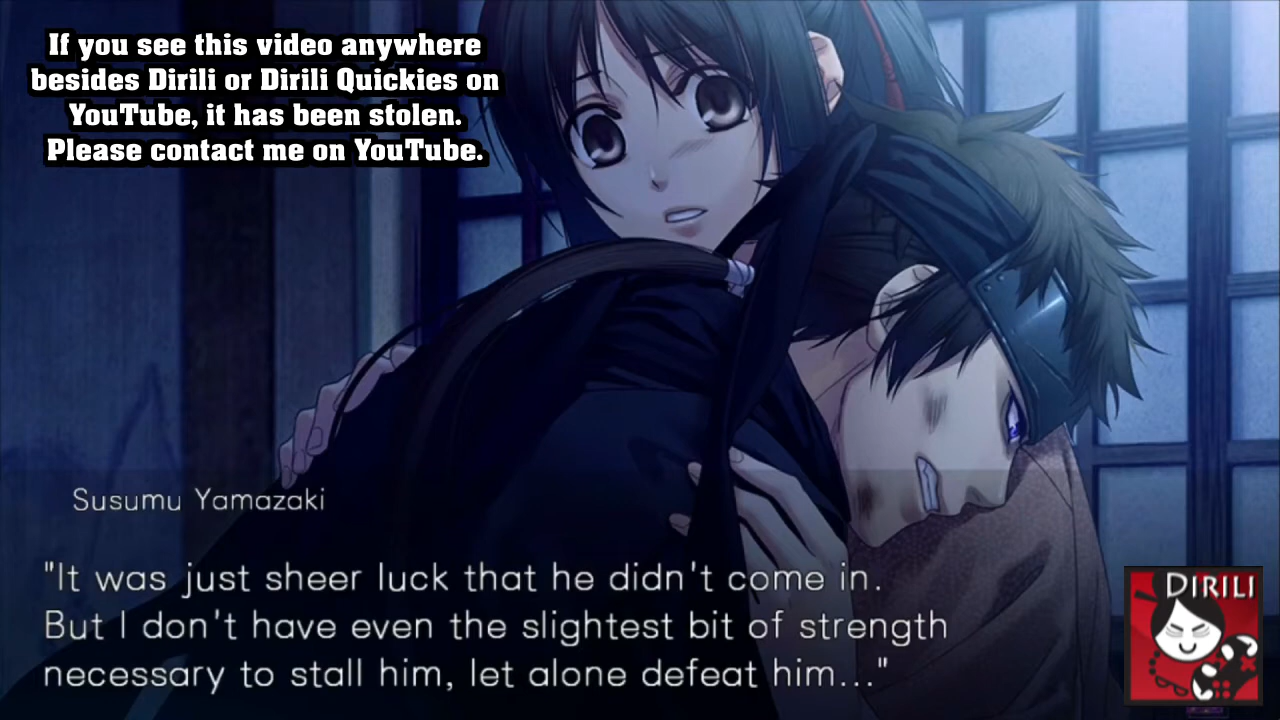 If you see this video anywhere
besides Dirili or Dirili Quickies on
YouTube, it has been stolen.
Please contact me on YouTube.
Susumu Yamazaki
"It was just sheer luck that he didn't come in.
But I don't have even the slightest bit of strength
necessary to stall him, let alone defeat him..."
DIRILI